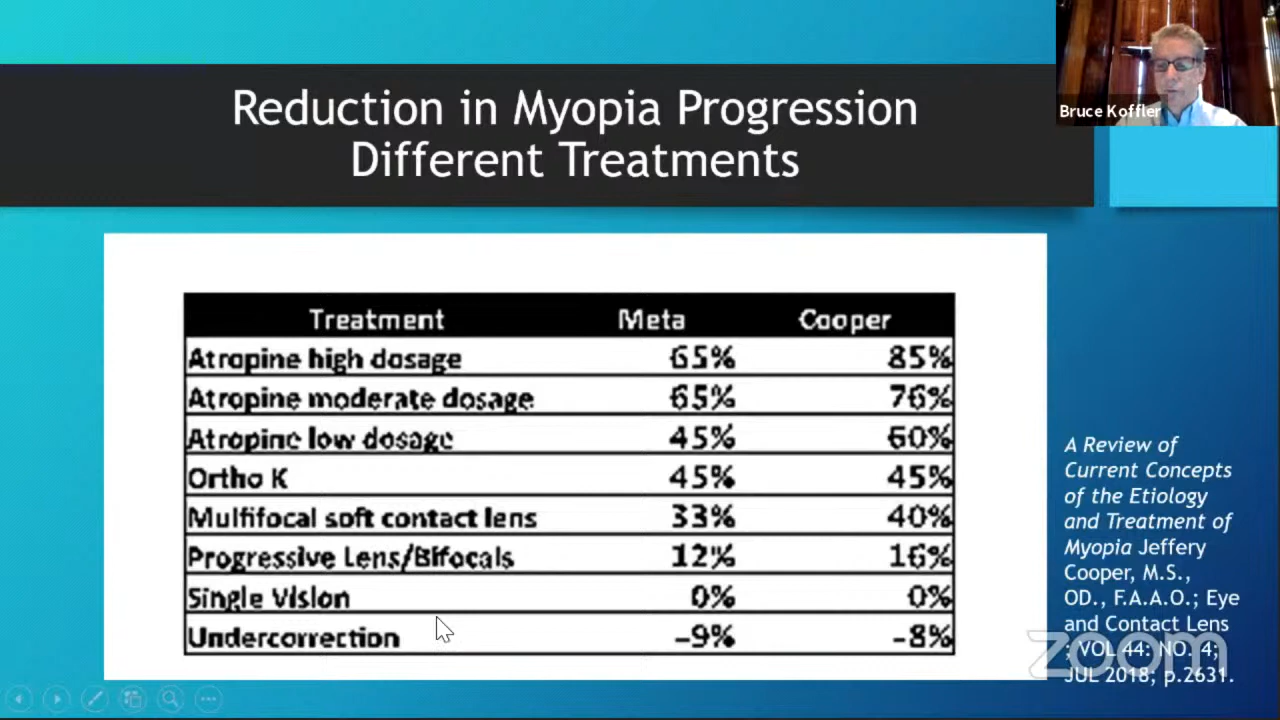 Reduction in Myopia Progression
Different Treatments
Bruce Koffler
Treatment Meta Cooper
Atropine high dosage 65% 85%
Atropine moderate dosage 65% 76%
Atropine low dosage 45% 60%
Ortho K 45% 45%
Multifocal soft contact lens 33% 40%
Progressive Lens/Bifocals 12% 16%
Single Vision 0% 0%
Undercorrection -9% -8%
A Review of
Current Concepts
of the Etiology
and Treatment of
Myopia Jeffery
Cooper, M.S.,
OD., F.A.A.O.; Eye
and Contact Lens
; VOL 44: NO. 4;
JUL 2018; p.2631.
zoom